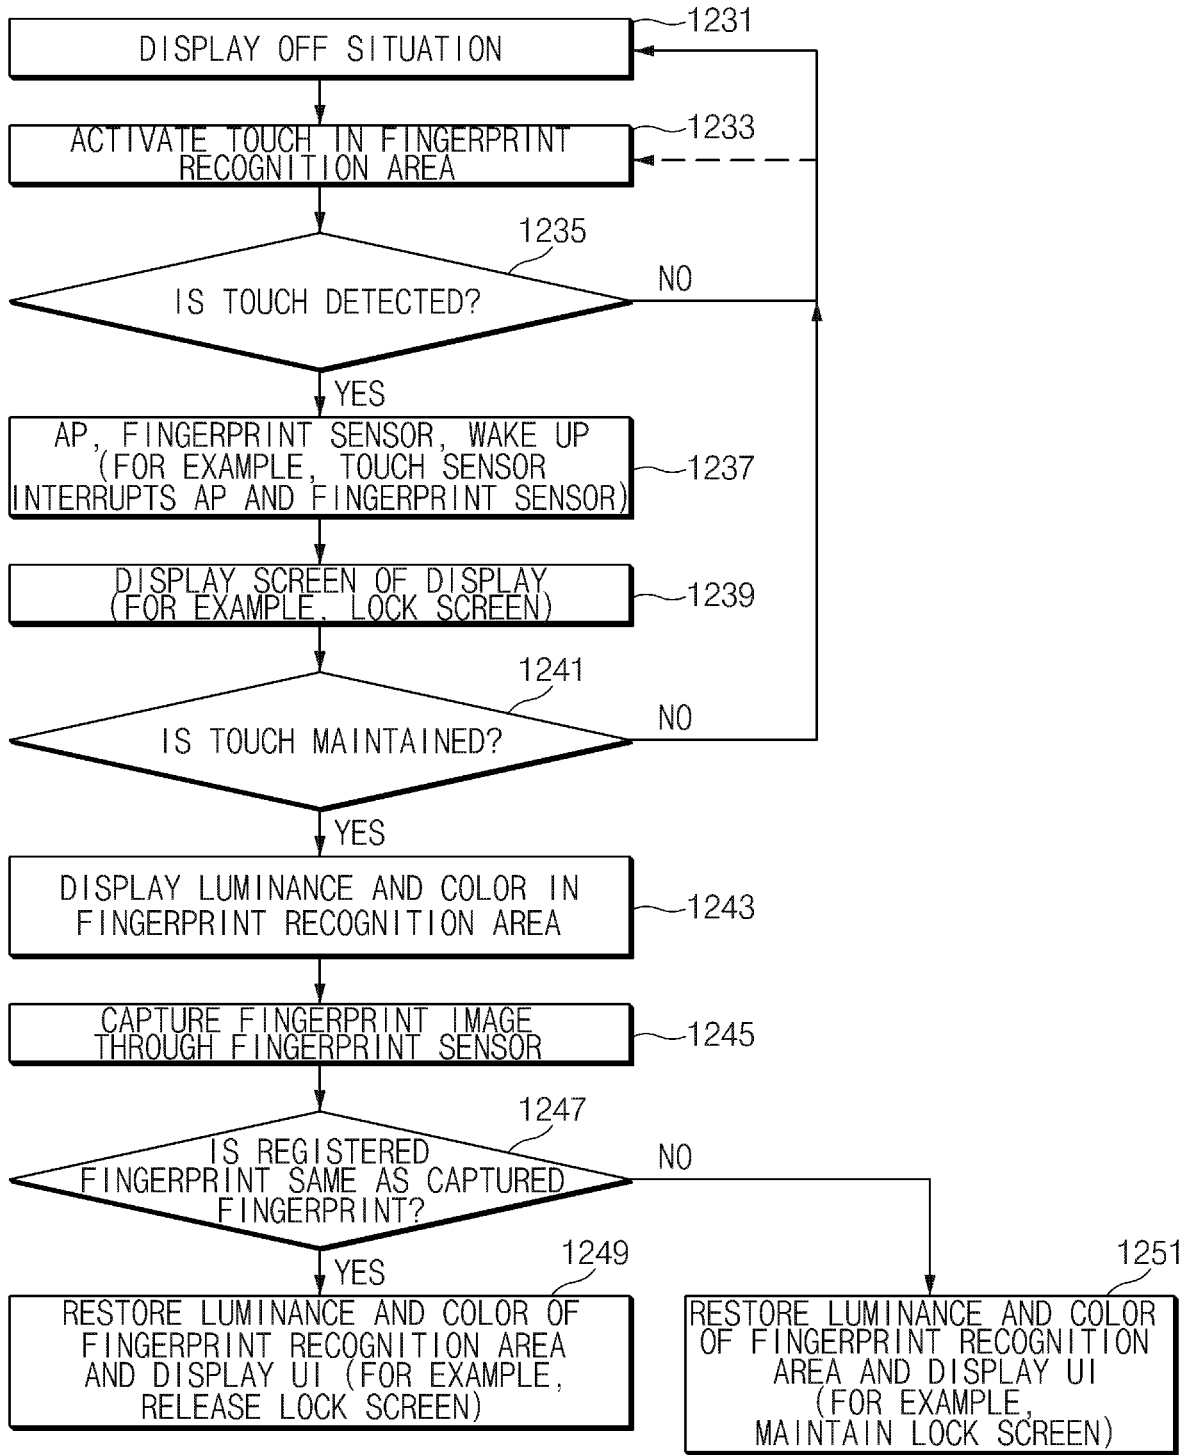 1231
DISPLAY OFF SITUATION
1233
ACTIVATE TOUCH IN FINGERPRINT
RECOGNITION AREA
1235
IS TOUCH DETECTED?
NO
YES
AP, FINGERPRINT SENSOR, WAKE UP
(FOR EXAMPLE, TOUCH SENSOR
INTERRUPTS AP AND FINGERPRINT SENSOR)
1237
DISPLAY SCREEN OF DISPLAY
(FOR EXAMPLE, LOCK SCREEN)
1239
1241
IS TOUCH MAINTAINED?
NO
YES
DISPLAY LUMINANCE AND COLOR IN
FINGERPRINT RECOGNITION AREA
1243
CAPTURE FINGERPRINT IMAGE
THROUGH FINGERPRINT SENSOR
1245
1247
IS REGISTERED
FINGERPRINT SAME AS CAPTURED
FINGERPRINT?
NO
YES
1249
RESTORE LUMINANCE AND COLOR OF
FINGERPRINT RECOGNITION AREA
AND DISPLAY UI (FOR EXAMPLE,
RELEASE LOCK SCREEN)
1251
RESTORE LUMINANCE AND COLOR
OF FINGERPRINT RECOGNITION
AREA AND DISPLAY UI
(FOR EXAMPLE,
MAINTAIN LOCK SCREEN)